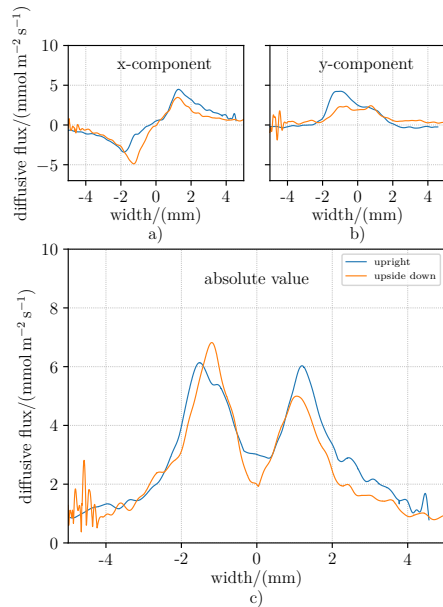 diffusive flux/(mmol m⁻² s⁻¹)
10
5
0
−5
x-component
−4 −2 0 2 4
width/(mm)
a)
y-component
−4 −2 0 2 4
width/(mm)
b)
diffusive flux/(mmol m⁻² s⁻¹)
10
8
6
4
2
0
absolute value
upright
upside down
-4 -2 0 2 4
width/(mm)
c)